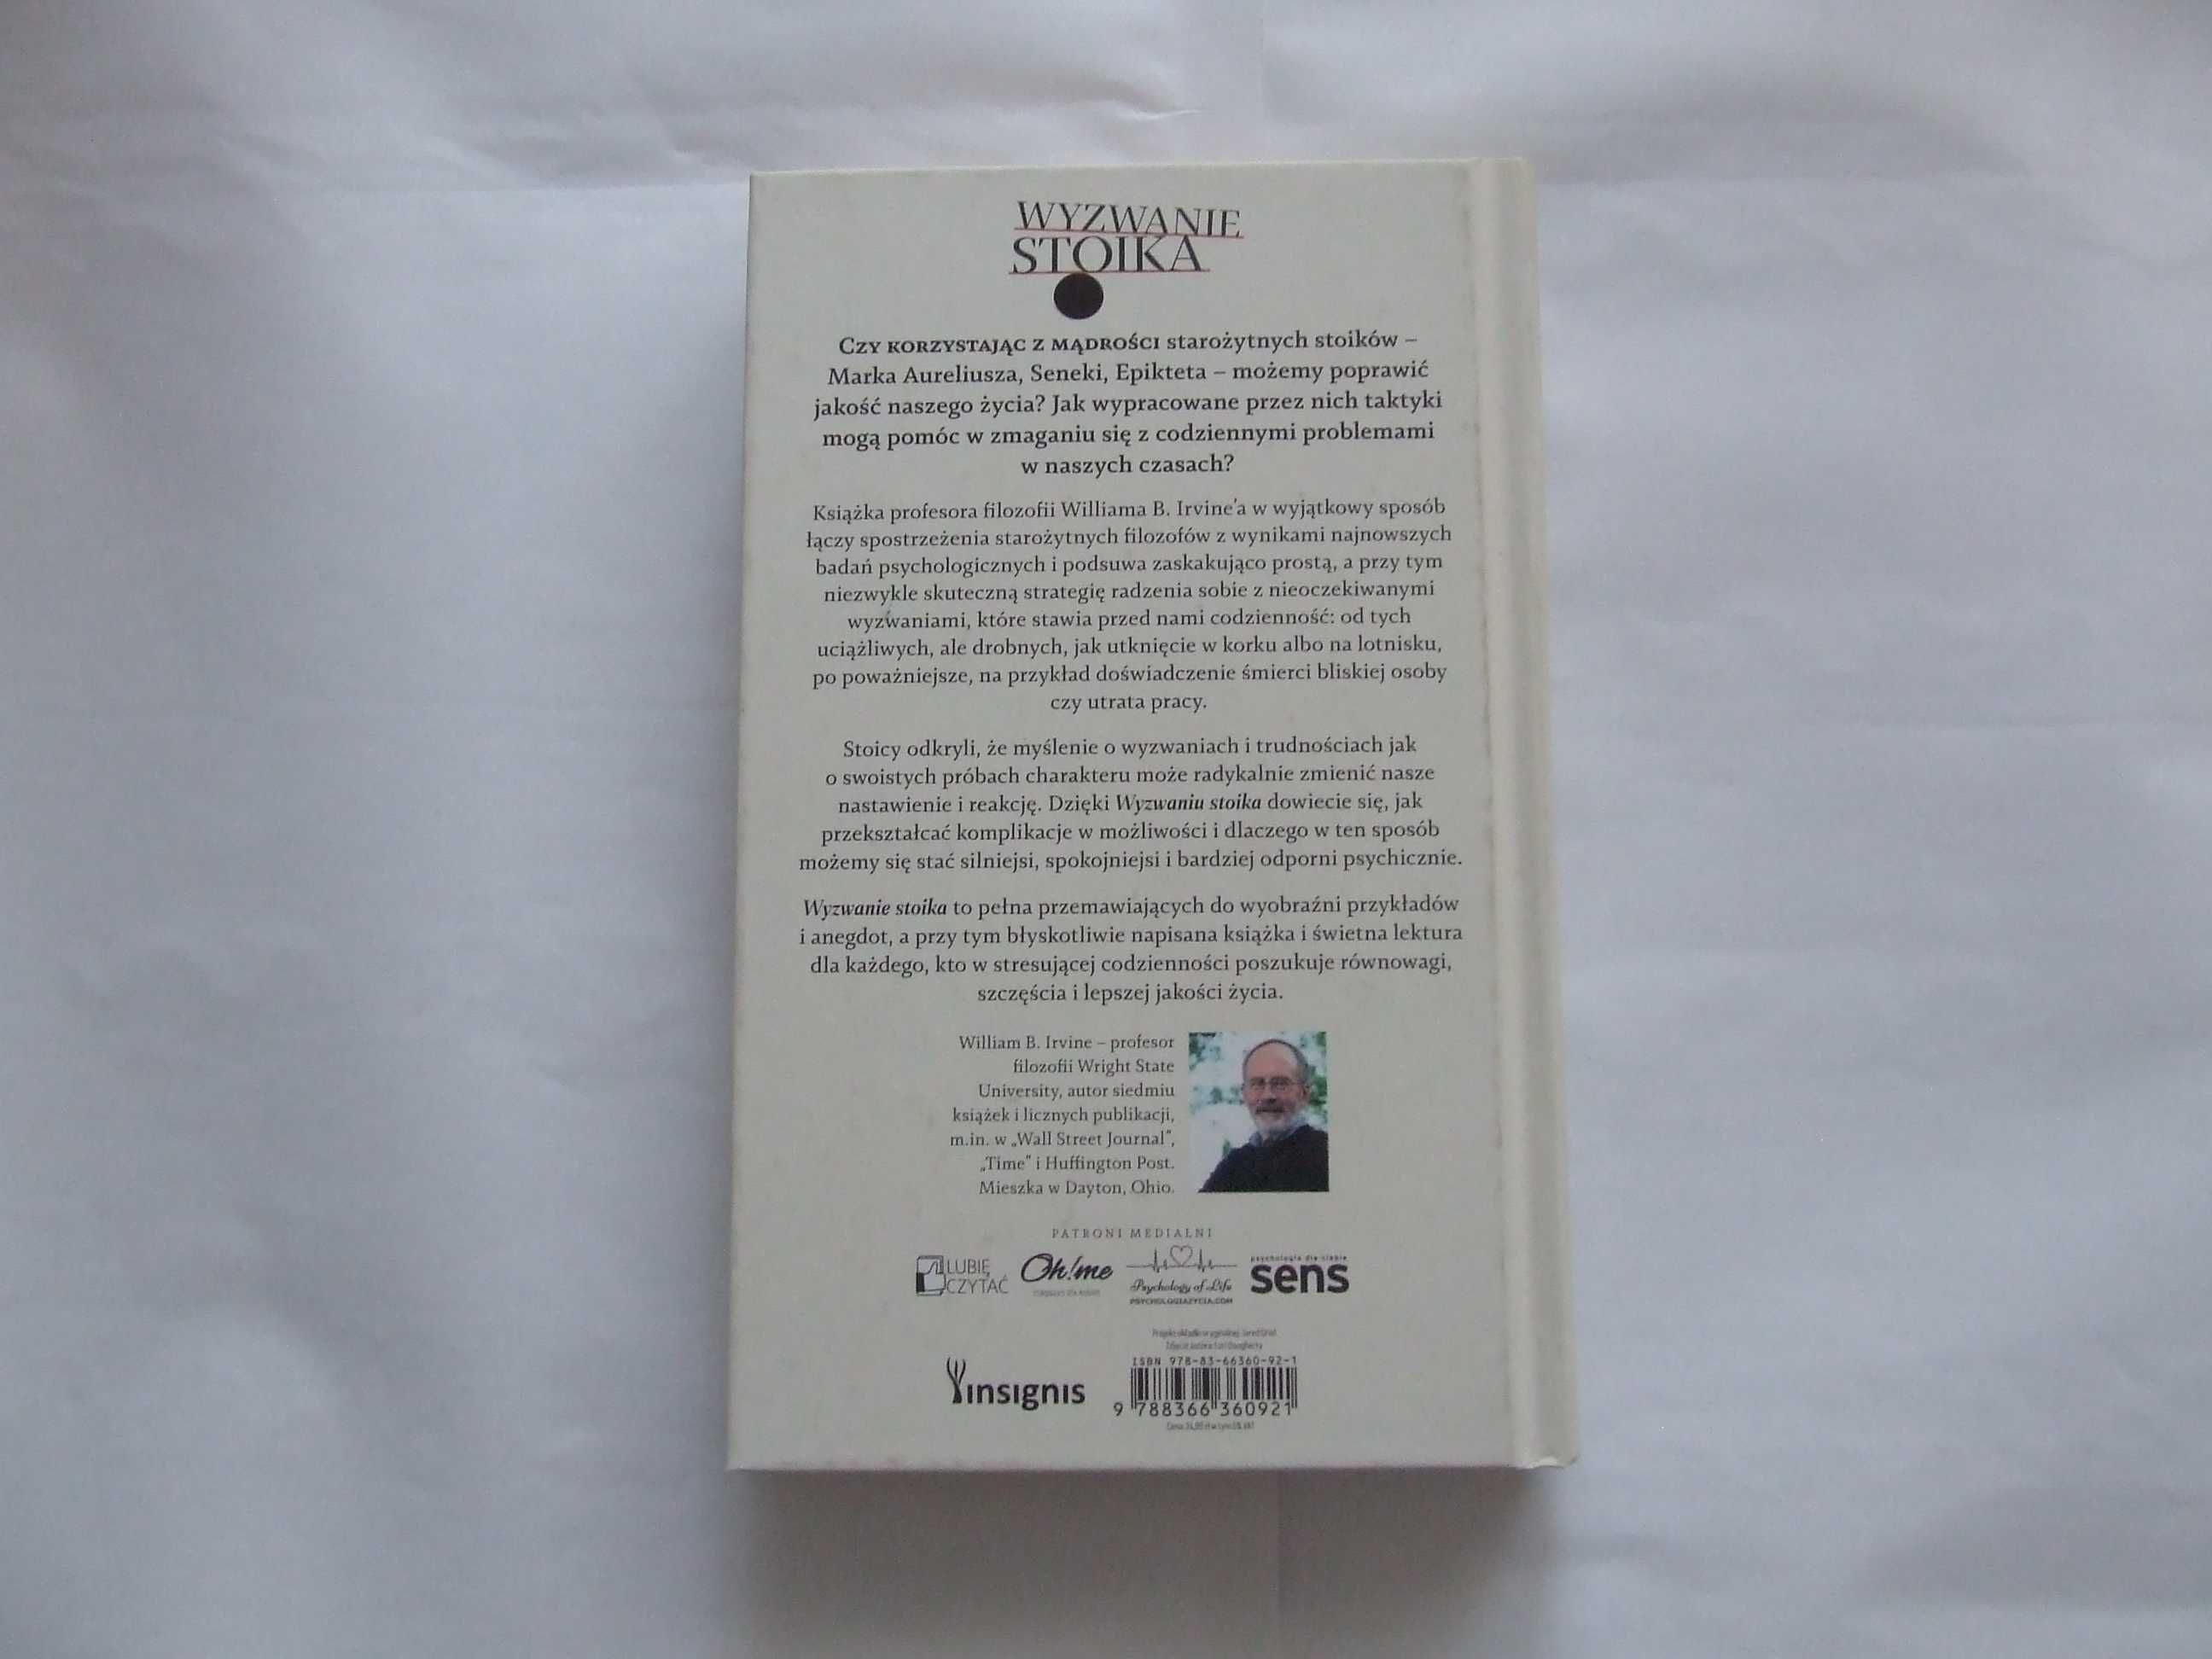 WYZWANIE
STOIKA
Czy korzystając z mądrości starożytnych stoików –
Marka Aureliusza, Seneki, Epikteta – możemy poprawić
jakość naszego życia? Jak wypracowane przez nich taktyki
mogą pomóc w zmaganiu się z codziennymi problemami
w naszych czasach?
Książka profesora filozofii Williama B. Irvine'a w wyjątkowy sposób
łączy spostrzeżenia starożytnych filozofów z wynikami najnowszych
badań psychologicznych i podsuwa zaskakująco prostą, a przy tym
niezwykle skuteczną strategię radzenia sobie z nieoczekiwanymi
wyzwaniami, które stawia przed nami codzienność: od tych
uciążliwych, ale drobnych, jak utknięcie w korku albo na lotnisku,
po poważniejsze, na przykład doświadczenie śmierci bliskiej osoby
czy utrata pracy.
Stoicy odkryli, że myślenie o wyzwaniach i trudnościach jak
o swoistych próbach charakteru może radykalnie zmienić nasze
nastawienie i reakcję. Dzięki Wyzwaniu stoika dowiecie się, jak
przekształcać komplikacje w możliwości i dlaczego w ten sposób
możemy się stać silniejsi, spokojniejsi i bardziej odporni psychicznie.
Wyzwanie stoika to pełna przemawiających do wyobraźni przykładów
i anegdot, a przy tym błyskotliwie napisana książka i świetna lektura
dla każdego, kto w stresującej codzienności poszukuje równowagi,
szczęścia i lepszej jakości życia.
William B. Irvine – profesor
filozofii Wright State
University, autor siedmiu
książek i licznych publikacji,
m.in. w „Wall Street Journal”,
„Time” i Huffington Post.
Mieszka w Dayton, Ohio.
PATRONI MEDIALNI
LUBIĘ
CZYTAĆ
Oh!me
Psychology of Life
PSYCHOLOGIAZYCIA.COM
psychologia dla ciebie
sens
insignis
ISBN 978-83-66360-92-1
9 788366 360921